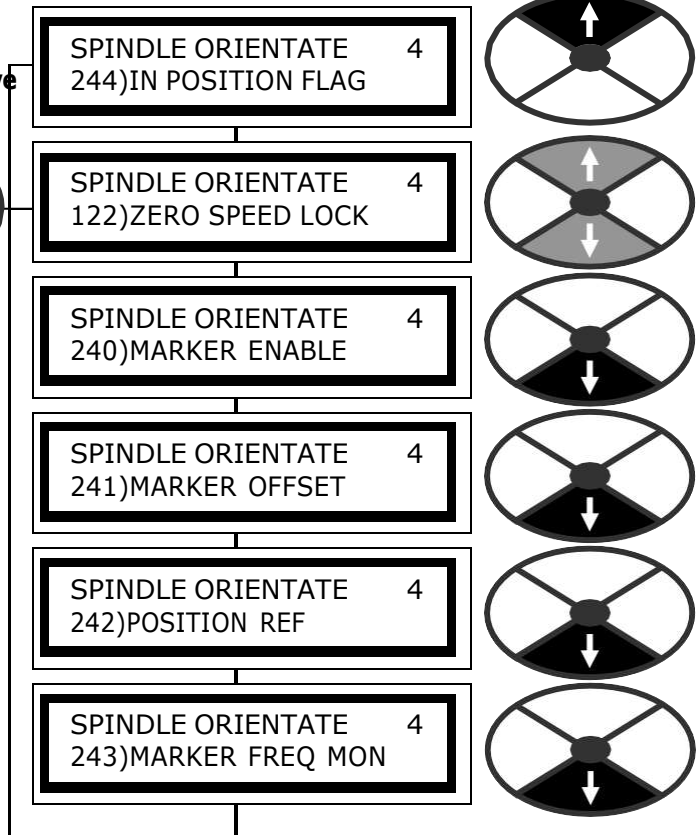 SPINDLE ORIENTATE 4
244)IN POSITION FLAG
SPINDLE ORIENTATE 4
122)ZERO SPEED LOCK
SPINDLE ORIENTATE 4
240)MARKER ENABLE
SPINDLE ORIENTATE 4
241)MARKER OFFSET
SPINDLE ORIENTATE 4
242)POSITION REF
SPINDLE ORIENTATE 4
243)MARKER FREQ MON